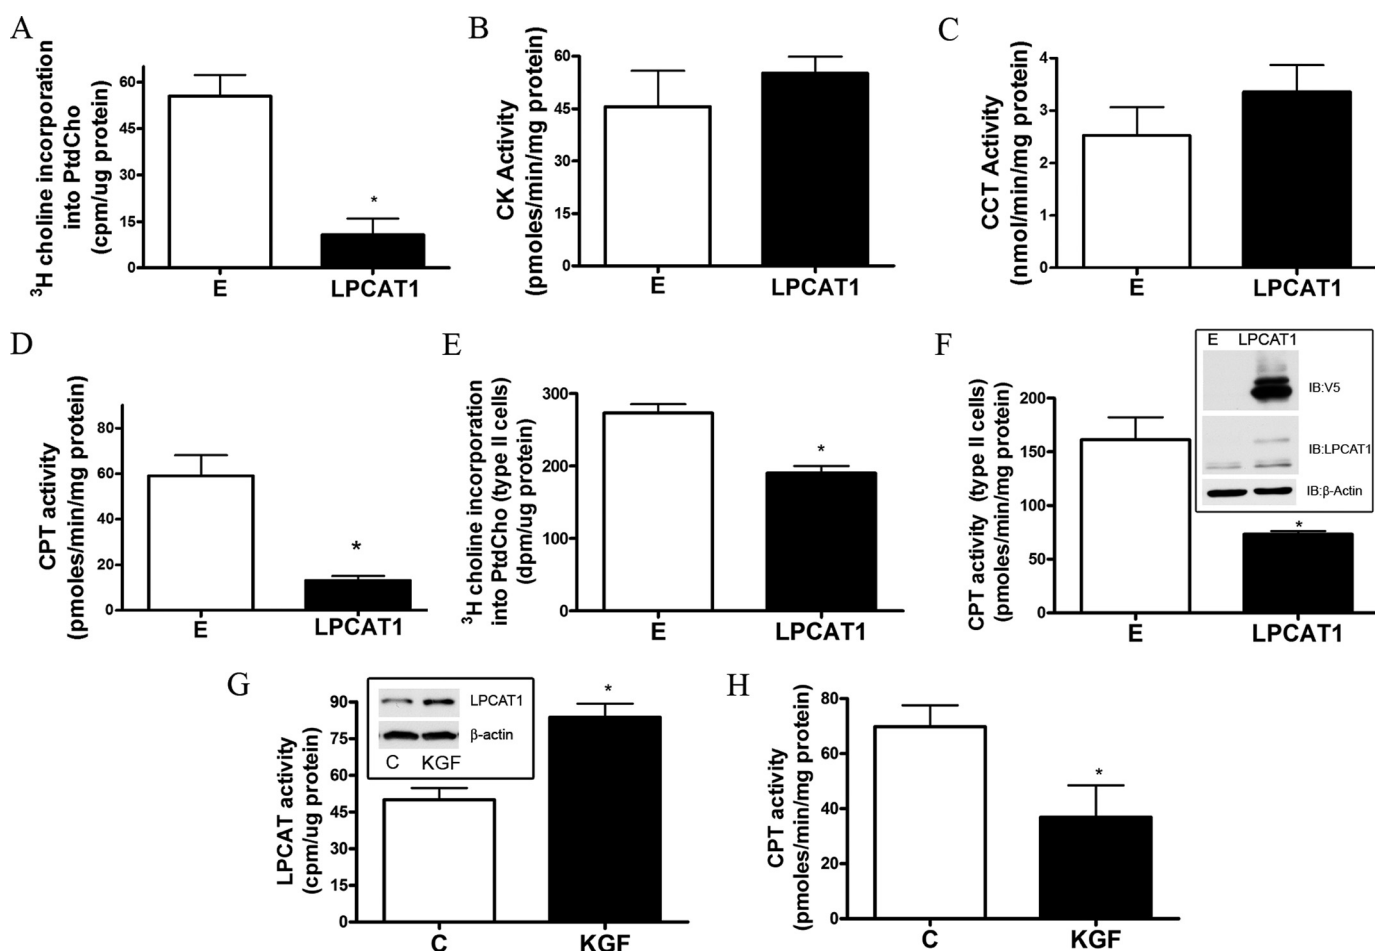 A
³H choline incorporation
into PtdCho
(cpm/ug protein)
60
45
30
15
0
*
E
LPCAT1
B
CK Activity
(pmoles/min/mg protein)
60
45
30
15
0
E
LPCAT1
C
CCT Activity
(nmol/min/mg protein)
4
3
2
1
0
E
LPCAT1
D
CPT activity
(pmoles/min/mg protein)
80
60
40
20
0
*
E
LPCAT1
E
³H choline incorporation
into PtdCho (type II cells)
(dpm/ug protein)
300
200
100
0
*
E
LPCAT1
F
CPT activity (type II cells)
(pmoles/min/mg protein)
200
150
100
50
0
E LPCAT1
IB:V5
IB:LPCAT1
IB:β-Actin
*
E
LPCAT1
G
LPCAT activity
(cpm/ug protein)
90
75
60
45
30
15
0
LPCAT1
β-actin
C KGF
*
C
KGF
H
CPT activity
(pmoles/min/mg protein)
80
60
40
20
0
*
C
KGF